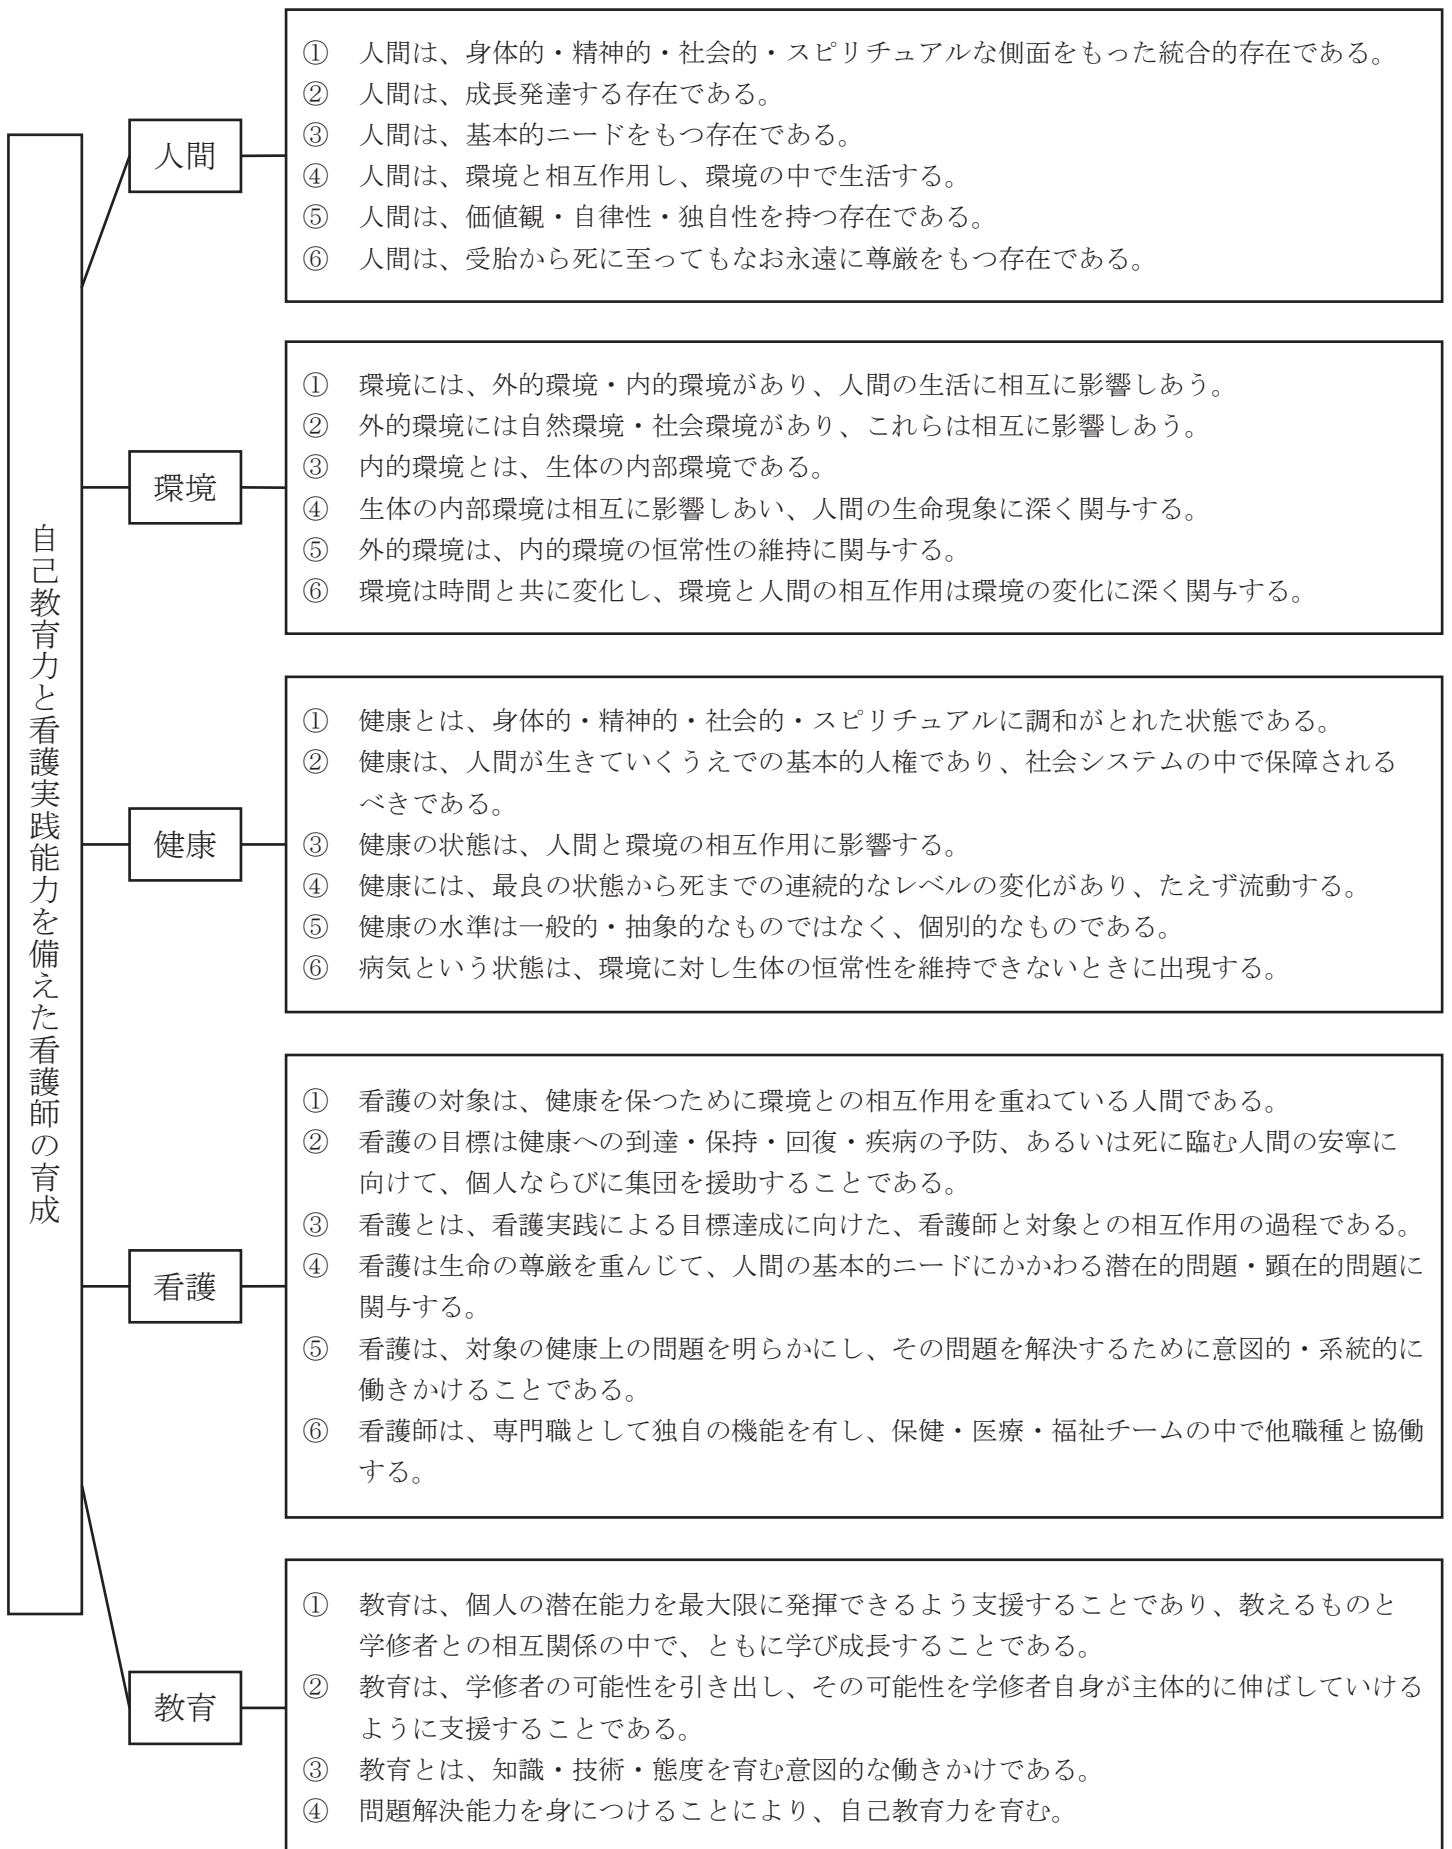 自己教育力と看護実践能力を備えた看護師の育成
人間
① 人間は、身体的・精神的・社会的・スピリチュアルな側面をもった統合的存在である。
② 人間は、成長発達する存在である。
③ 人間は、基本的ニードをもつ存在である。
④ 人間は、環境と相互作用し、環境の中で生活する。
⑤ 人間は、価値観・自律性・独自性を持つ存在である。
⑥ 人間は、受胎から死に至ってもなお永遠に尊厳をもつ存在である。
環境
① 環境には、外的環境・内的環境があり、人間の生活に相互に影響しあう。
② 外的環境には自然環境・社会環境があり、これらは相互に影響しあう。
③ 内的環境とは、生体の内部環境である。
④ 生体の内部環境は相互に影響しあい、人間の生命現象に深く関与する。
⑤ 外的環境は、内的環境の恒常性の維持に関与する。
⑥ 環境は時間と共に変化し、環境と人間の相互作用は環境の変化に深く関与する。
健康
① 健康とは、身体的・精神的・社会的・スピリチュアルに調和がとれた状態である。
② 健康は、人間が生きていくうえでの基本的人権であり、社会システムの中で保障される
べきである。
③ 健康の状態は、人間と環境の相互作用に影響する。
④ 健康には、最良の状態から死までの連続的なレベルの変化があり、たえず流動する。
⑤ 健康の水準は一般的・抽象的なものではなく、個別的なものである。
⑥ 病気という状態は、環境に対し生体の恒常性を維持できないときに出現する。
看護
① 看護の対象は、健康を保つために環境との相互作用を重ねている人間である。
② 看護の目標は健康への到達・保持・回復・疾病の予防、あるいは死に臨む人間の安寧に
向けて、個人ならびに集団を援助することである。
③ 看護とは、看護実践による目標達成に向けた、看護師と対象との相互作用の過程である。
④ 看護は生命の尊厳を重んじて、人間の基本的ニードにかかわる潜在的問題・顕在的問題に
関与する。
⑤ 看護は、対象の健康上の問題を明らかにし、その問題を解決するために意図的・系統的に
働きかけることである。
⑥ 看護師は、専門職として独自の機能を有し、保健・医療・福祉チームの中で他職種と協働
する。
教育
① 教育は、個人の潜在能力を最大限に発揮できるよう支援することであり、教えるものと
学修者との相互関係の中で、ともに学び成長することである。
② 教育は、学修者の可能性を引き出し、その可能性を学修者自身が主体的に伸ばしていける
ように支援することである。
③ 教育とは、知識・技術・態度を育む意図的な働きかけである。
④ 問題解決能力を身につけることにより、自己教育力を育む。